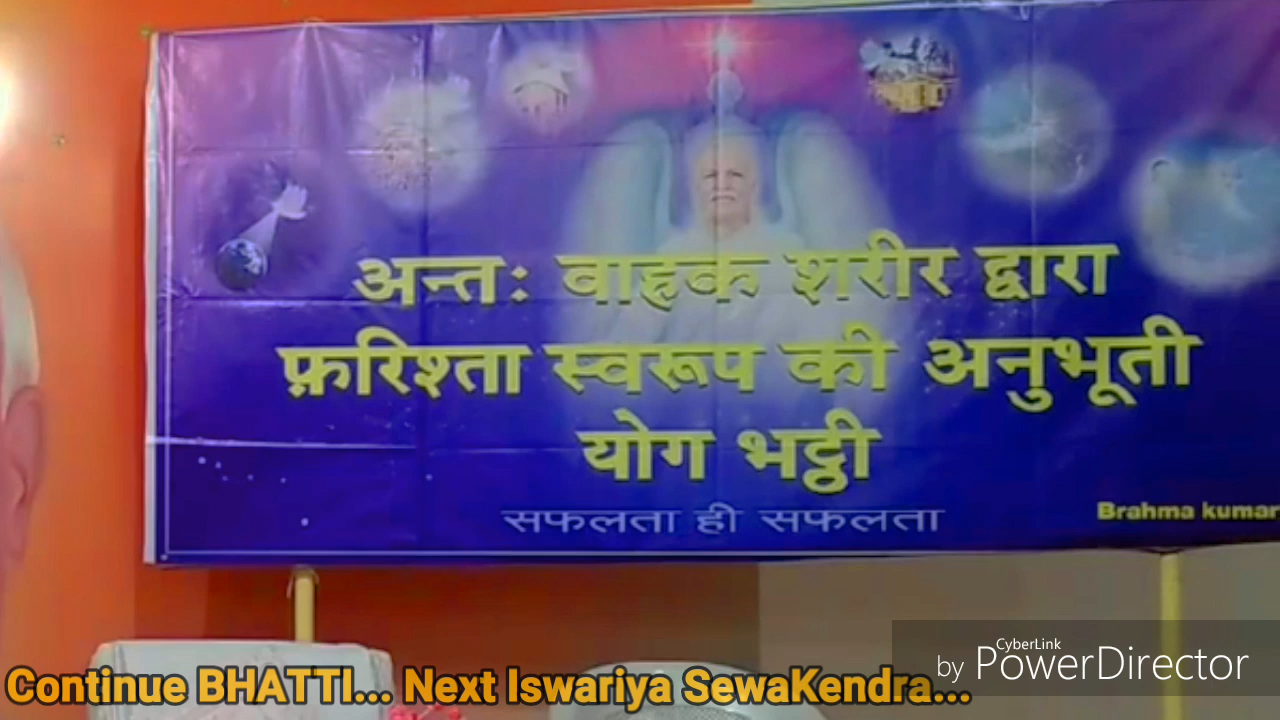 अन्तः वाहक शरीर द्वारा
फ़रिश्ता स्वरूप की अनुभूती
योग भट्ठी
सफलता ही सफलता
Brahma kumar
CyberLink
by PowerDirector
Continue BHATTI... Next Iswariya SewaKendra...